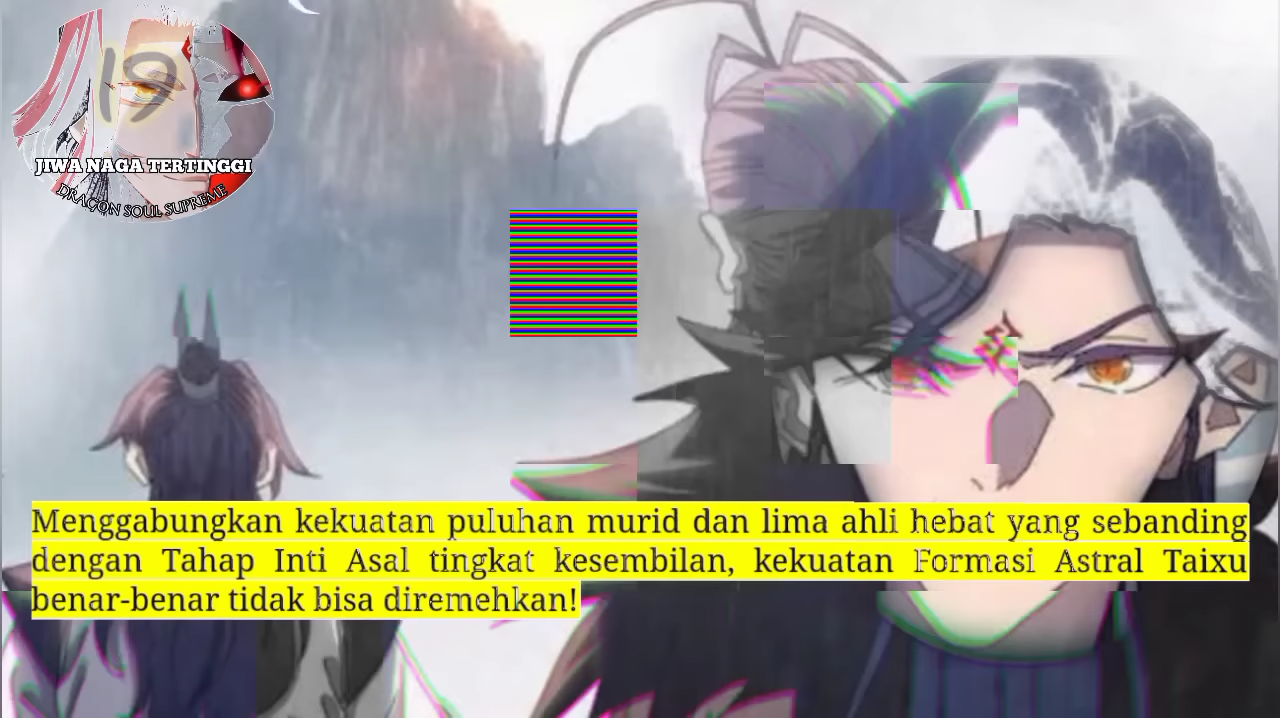 19
JIWA NAGA TERTINGGI
DRAGON SOUL SUPREME
Menggabungkan kekuatan puluhan murid dan lima ahli hebat yang sebanding
dengan Tahap Inti Asal tingkat kesembilan, kekuatan Formasi Astral Taixu
benar-benar tidak bisa diremehkan!